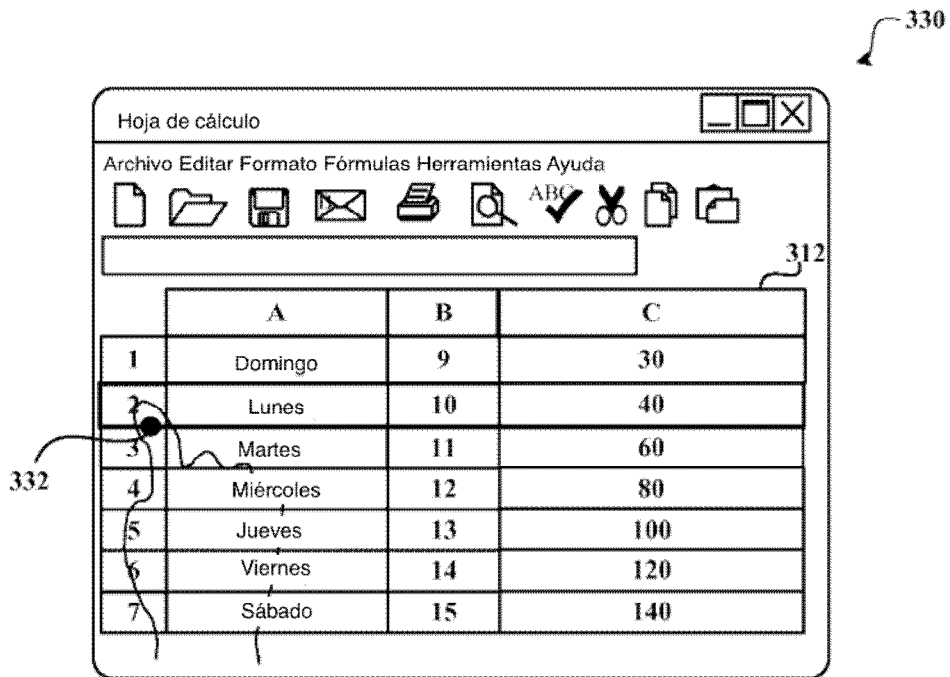 330
Hoja de cálculo
Archivo Editar Formato Fórmulas Herramientas Ayuda
ABC
312
A B C
1 Domingo 9 30
2 Lunes 10 40
3 Martes 11 60
332
4 Miércoles 12 80
5 Jueves 13 100
6 Viernes 14 120
7 Sábado 15 140